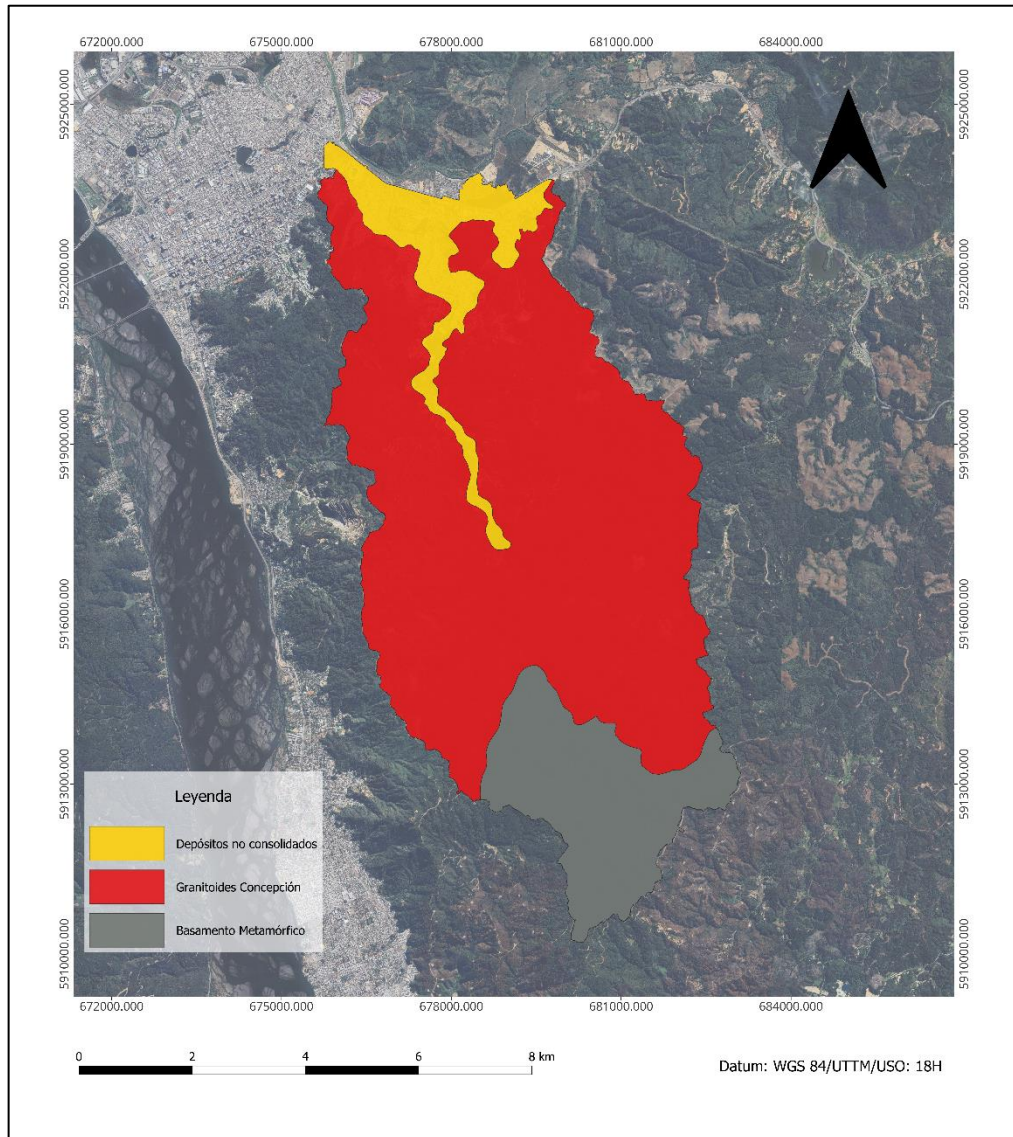 672000.000 675000.000 678000.000 681000.000 684000.000
5925000.000 5925000.000
5922000.000 5922000.000
5919000.000 5919000.000
5916000.000 5916000.000
5913000.000 5913000.000
5910000.000 5910000.000
Leyenda
Depósitos no consolidados
Granitoides Concepción
Basamento Metamórfico
672000.000 675000.000 678000.000 681000.000 684000.000
0 2 4 6 8 km
Datum: WGS 84/UTTM/USO: 18H